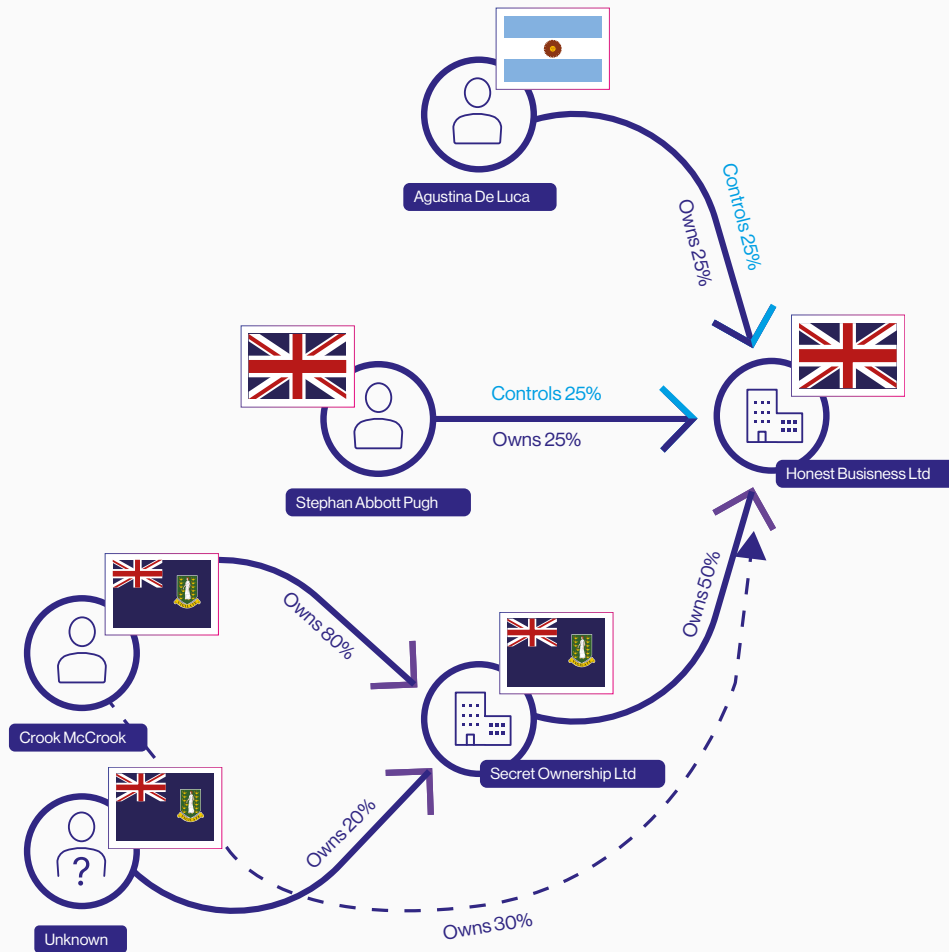 Agustina De Luca
Controls 25%
Owns 25%
Controls 25%
Owns 25%
Stephan Abbott Pugh
Honest Busisness Ltd
Owns 80%
Owns 50%
Crook McCrook
Secret Ownership Ltd
Owns 20%
?
Unknown
Owns 30%